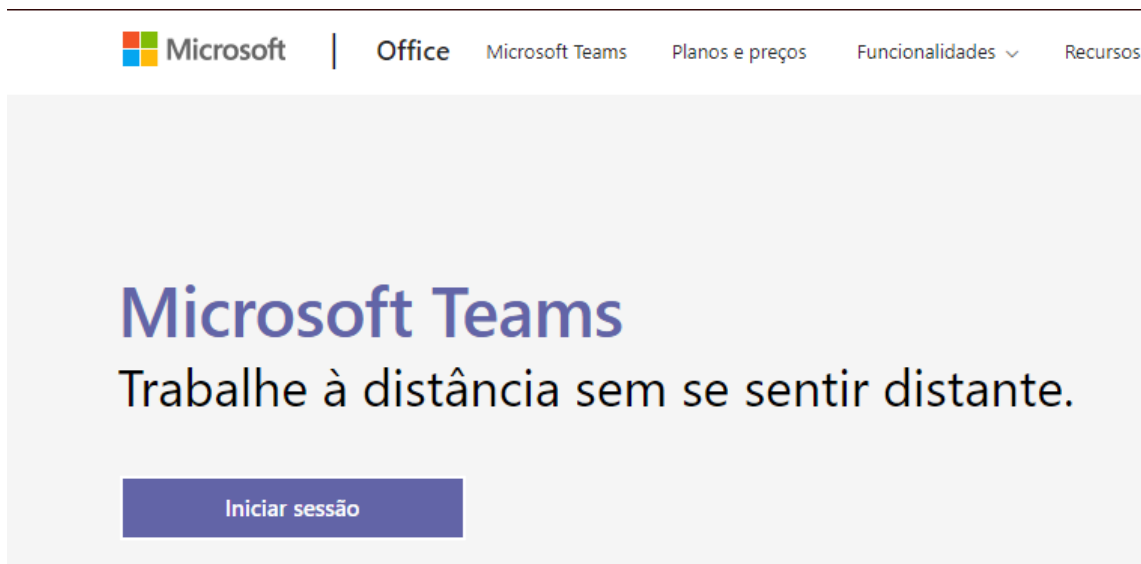 Microsoft | Office Microsoft Teams Planos e preços Funcionalidades Recursos
Microsoft Teams
Trabalhe à distância sem se sentir distante.
Iniciar sessão